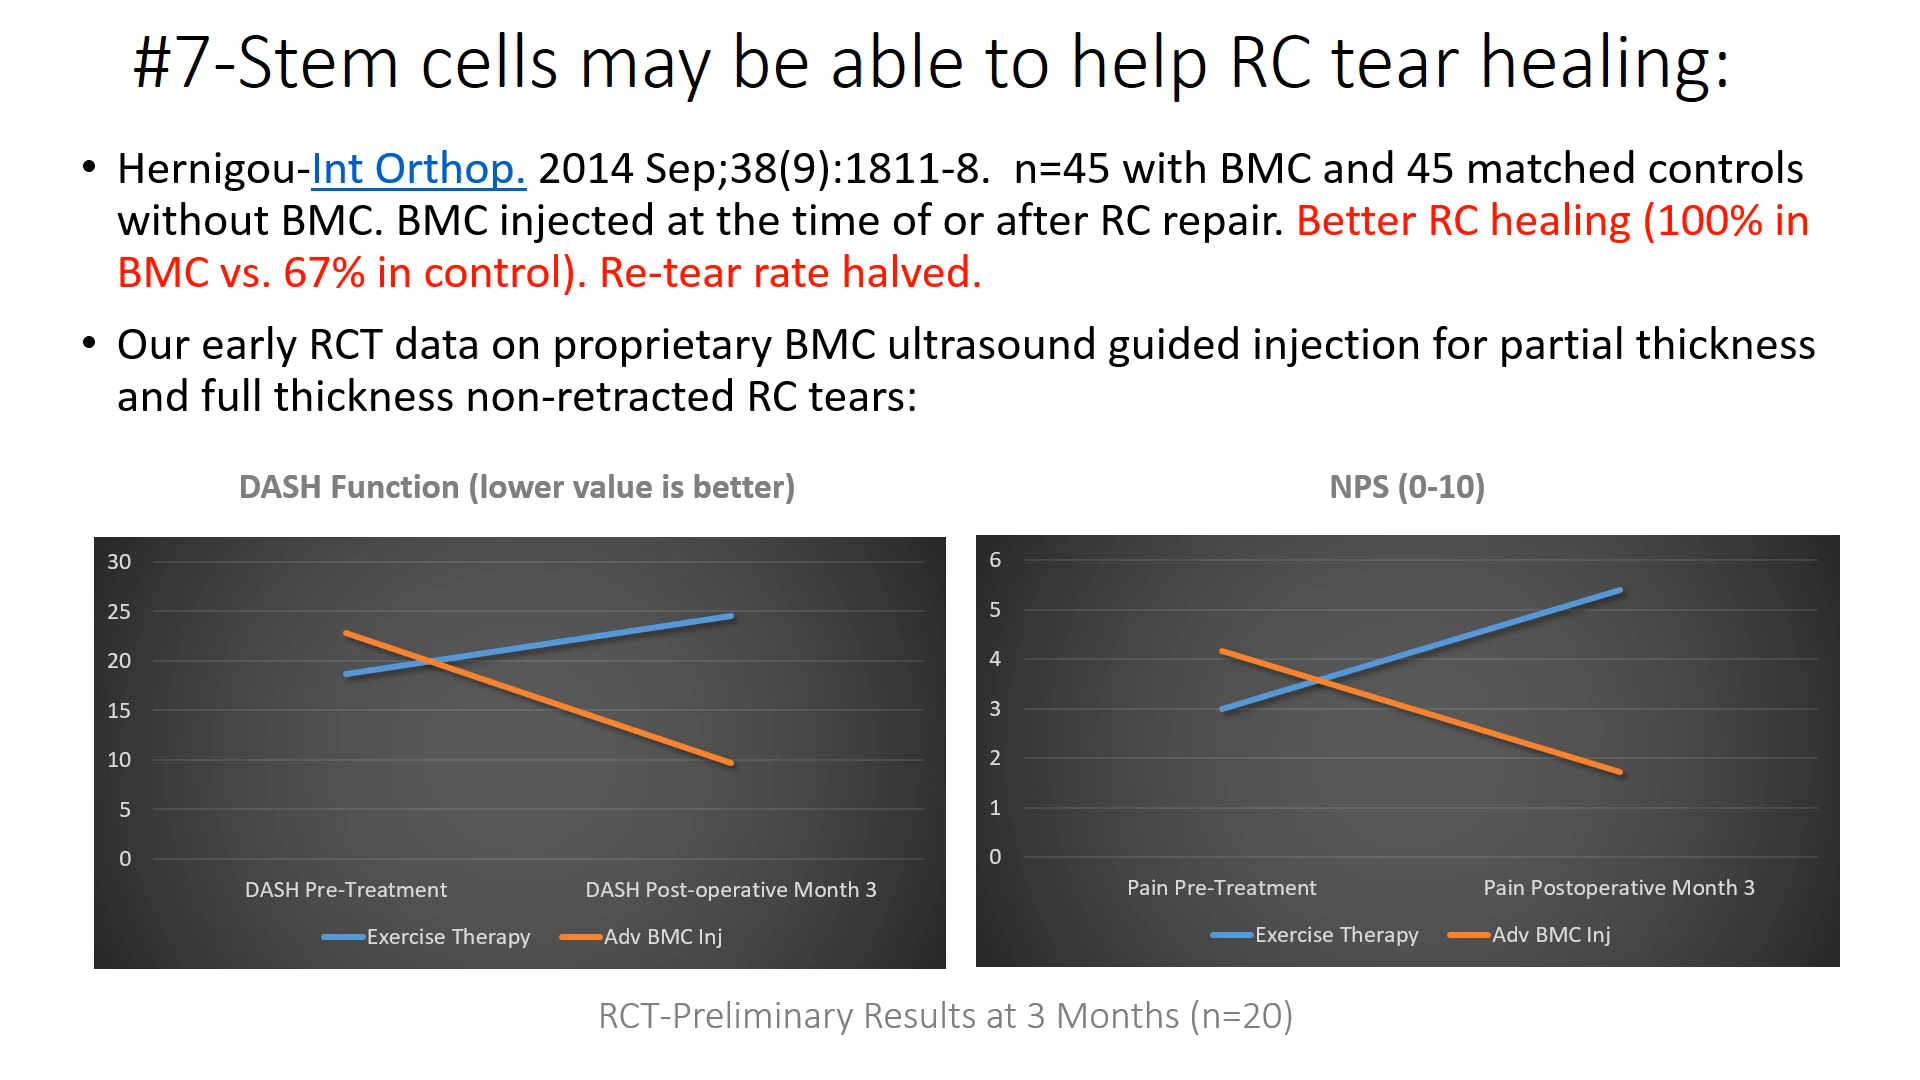 #7-Stem cells may be able to help RC tear healing:
• Hernigou-Int Orthop. 2014 Sep;38(9):1811-8.  n=45 with BMC and 45 matched controls
without BMC. BMC injected at the time of or after RC repair. Better RC healing (100% in
BMC vs. 67% in control). Re-tear rate halved.
• Our early RCT data on proprietary BMC ultrasound guided injection for partial thickness
and full thickness non-retracted RC tears:
DASH Function (lower value is better)
30
25
20
15
10
5
0
DASH Pre-Treatment
DASH Post-operative Month 3
Exercise Therapy
Adv BMC Inj
NPS (0-10)
6
5
4
3
2
1
0
Pain Pre-Treatment
Pain Postoperative Month 3
Exercise Therapy
Adv BMC Inj
RCT-Preliminary Results at 3 Months (n=20)